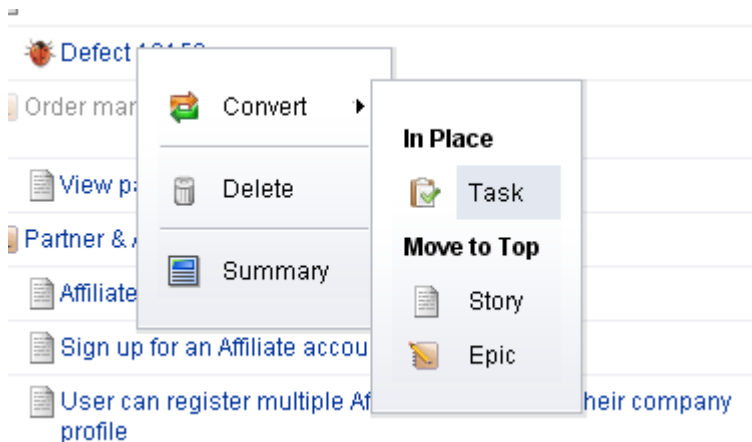 Defect
Order mar
Convert
In Place
View pa
Delete
Task
Partner &
Move to Top
Affiliate
Summary
Story
Sign up for an Affiliate accou
Epic
User can register multiple Af
heir company
profile